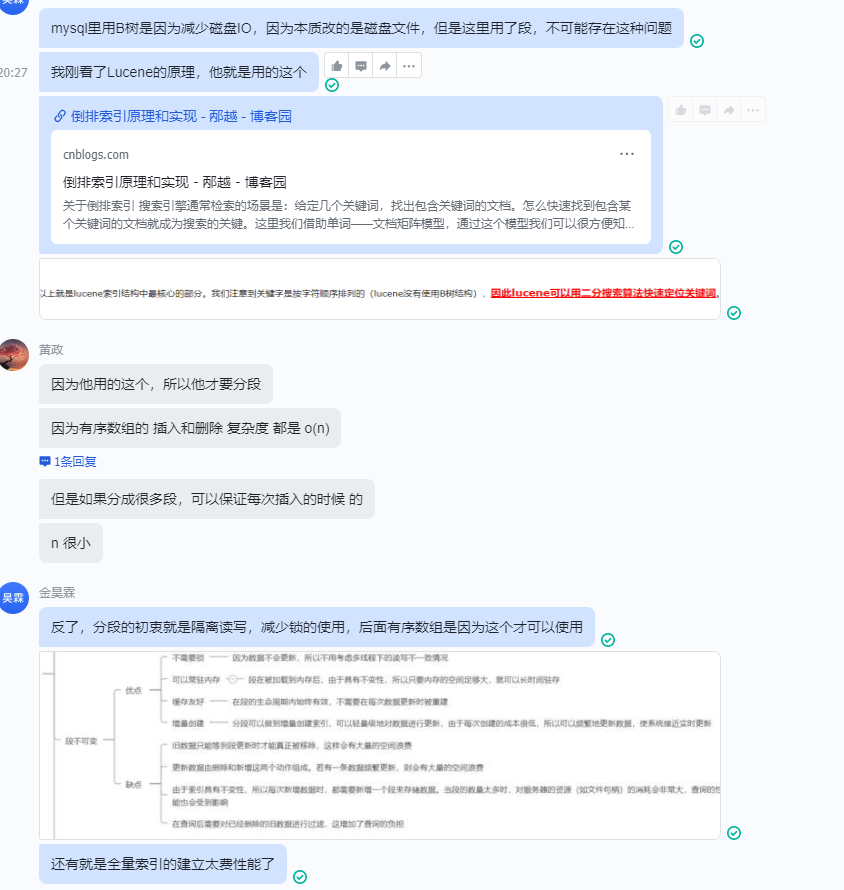 昊霖
mysql里用B树是因为减少磁盘IO，因为本质改的是磁盘文件，但是这里用了段，不可能存在这种问题
20:27
我刚看了Lucene的原理，他就是用的这个
倒排索引原理和实现 - 邴越 - 博客园
cnblogs.com
倒排索引原理和实现 - 邴越 - 博客园
关于倒排索引 搜索引擎通常检索的场景是：给定几个关键词，找出包含关键词的文档。怎么快速找到包含某
个关键词的文档就成为搜索的关键。这里我们借助单词——文档矩阵模型，通过这个模型我们可以很方便知...
以上就是lucene索引结构中最核心的部分。我们注意到关键字是按字符顺序排列的（lucene没有使用B树结构），因此lucene可以用二分搜索算法快速定位关键词。
黄政
因为他用的这个，所以他才要分段
因为有序数组的 插入和删除 复杂度 都是 o(n)
1条回复
但是如果分成很多段，可以保证每次插入的时候 的
n 很小
昊霖
金昊霖
反了，分段的初衷就是隔离读写，减少锁的使用，后面有序数组是因为这个才可以使用
段不可变
优点
不需要锁 因为数据不会更新，所以不用考虑多线程下的读写不一致情况
可以常驻内存 段在被加载到内存后，由于具有不变性，所以只要内存的空间足够大，就可以长时间驻存
缓存友好 在段的生命周期内始终有效，不需要在每次数据更新时被重建
增量创建 分段可以做到增量创建索引，可以轻量级地对数据进行更新，由于每次创建的成本很低，所以可以频繁地更新数据，使系统接近实时更新
缺点
旧数据只能等到段更新时才能真正被移除，这样会有大量的空间浪费
更新数据由删除和新增这两个动作组成。若有一条数据频繁更新，则会有大量的空间浪费
由于索引具有不变性，所以每次新增数据时，都需要新增一个段来存储数据。当段的数量太多时，对服务器的资源（如文件句柄）的消耗会非常大，查询的性
能也会受到影响
在查询后需要对已经删除的旧数据进行过滤，这增加了查询的负担
还有就是全量索引的建立太费性能了